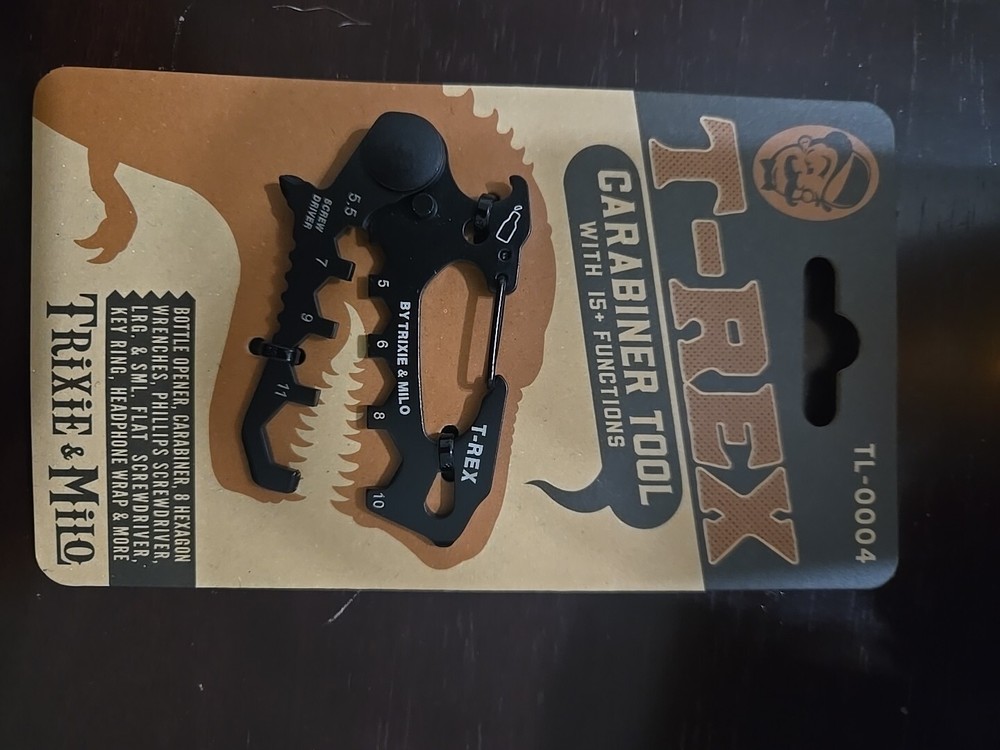 TL-0004
T-REX
CARABINER TOOL
WITH 15+ FUNCTIONS
T-REX
BY TRIXIE & MILO
5.5
SCREW
DRIVER
7
9
11
5
6
8
10
BOTTLE OPENER, CARABINER, 8 HEXAGON
WRENCHES, PHILLIPS SCREWDRIVER,
LRG. & SML. FLAT SCREWDRIVER,
KEY RING, HEADPHONE WRAP & MORE
TRIXIE & MILO